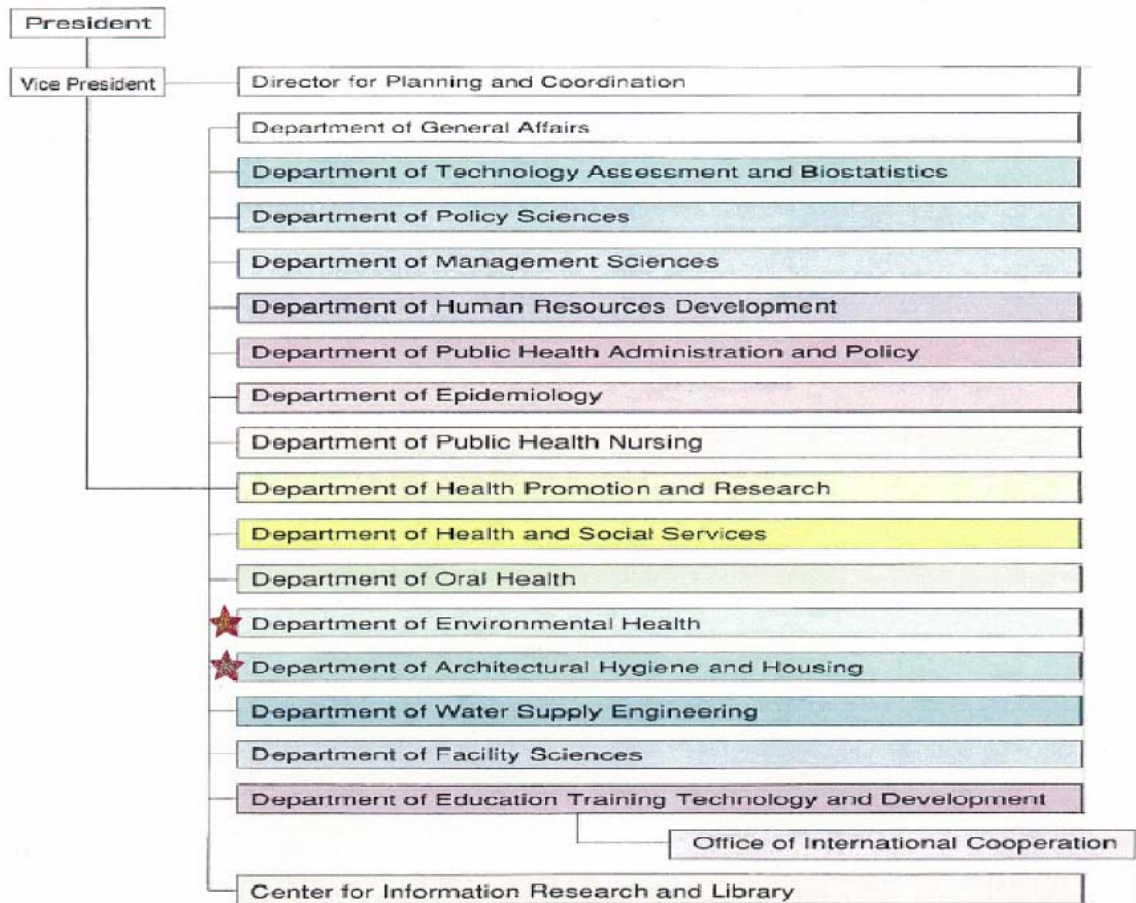 President
Vice President
Director for Planning and Coordination
Department of General Affairs
Department of Technology Assessment and Biostatistics
Department of Policy Sciences
Department of Management Sciences
Department of Human Resources Development
Department of Public Health Administration and Policy
Department of Epidemiology
Department of Public Health Nursing
Department of Health Promotion and Research
Department of Health and Social Services
Department of Oral Health
Department of Environmental Health
Department of Architectural Hygiene and Housing
Department of Water Supply Engineering
Department of Facility Sciences
Department of Education Training Technology and Development
Office of International Cooperation
Center for Information Research and Library